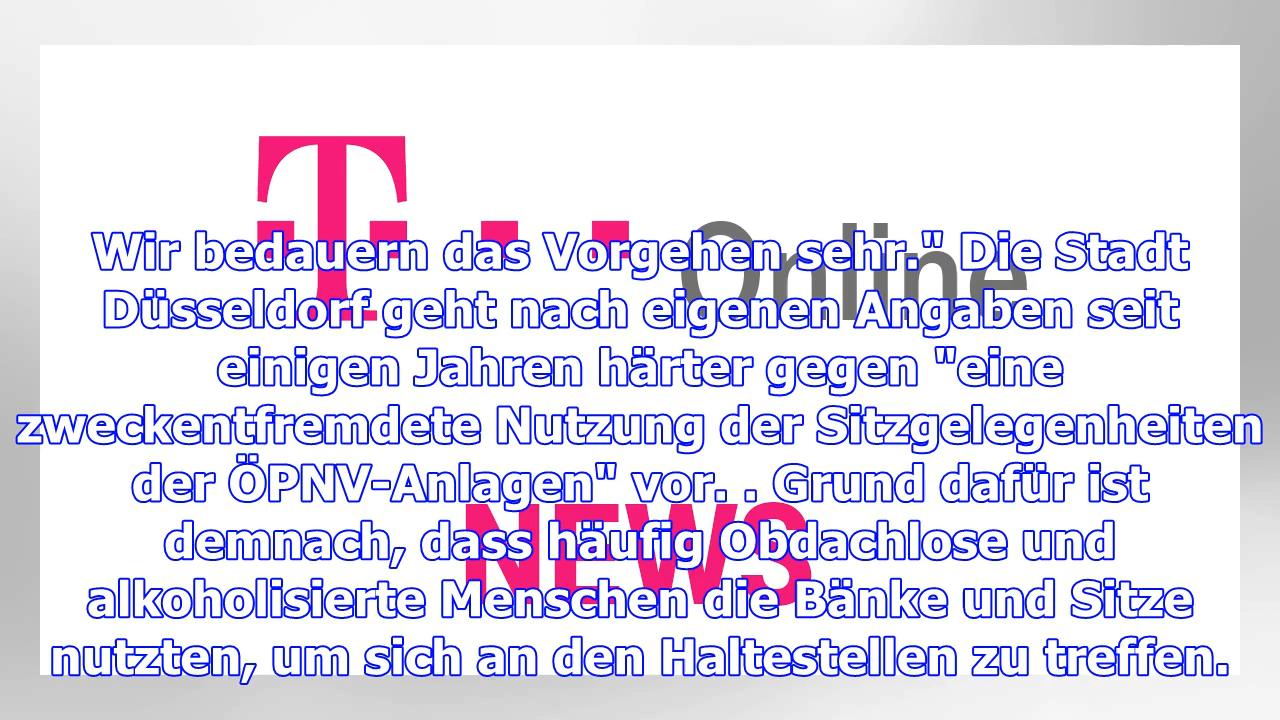 T Online
Wir bedauern das Vorgehen sehr." Die Stadt
Düsseldorf geht nach eigenen Angaben seit
einigen Jahren härter gegen "eine
zweckentfremdete Nutzung der Sitzgelegenheiten
der ÖPNV-Anlagen" vor. . Grund dafür ist
demnach, dass häufig Obdachlose und
alkoholisierte Menschen die Bänke und Sitze
nutzten, um sich an den Haltestellen zu treffen.
NEWS